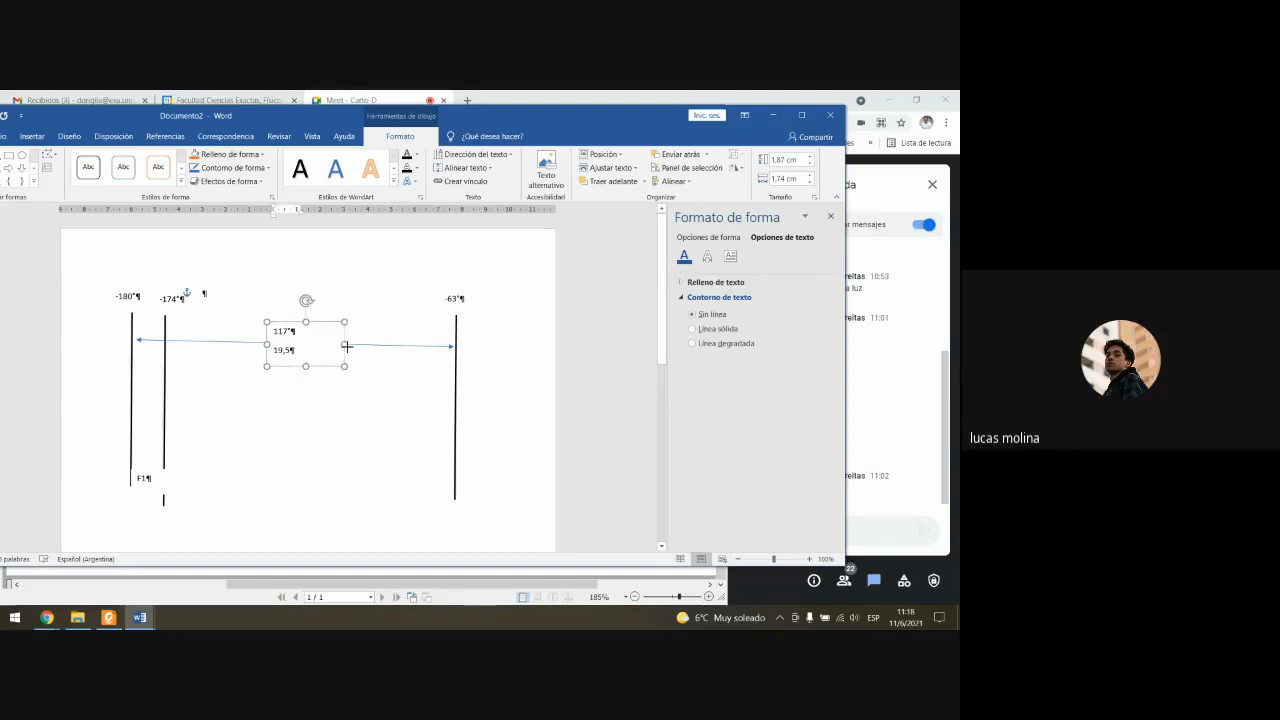 Recibidos (3) - doriglia@exa.uni
Facultad Ciencias Exactas, Físico
Meet - Carto-D
Documento2 - Word
Herramientas de dibujo
Inic. ses.
Insertar
Diseño
Disposición
Referencias
Correspondencia
Revisar
Vista
Ayuda
Formato
¿Qué desea hacer?
Compartir
Lista de lectura
Abc
Abc
Abc
Relleno de forma
Contorno de forma
Efectos de forma
A
A
A
Dirección del texto
Alinear texto
Crear vínculo
Texto
alternativo
Posición
Ajustar texto
Traer adelante
Enviar atrás
Panel de selección
Alinear
1,87 cm
1,74 cm
Estilos de forma
Estilos de WordArt
Texto
Accesibilidad
Organizar
Tamaño
Formato de forma
Opciones de forma
Opciones de texto
Relleno de texto
Contorno de texto
Sin línea
Línea sólida
Línea degradada
-180°¶
-174°¶
¶
-63°¶
117°¶
19,5¶
F1¶
mensajes
10:53
a luz
11:01
11:02
22
Español (Argentina)
100%
1 / 1
185%
6°C Muy soleado
ESP
11:18
11/6/2021
lucas molina